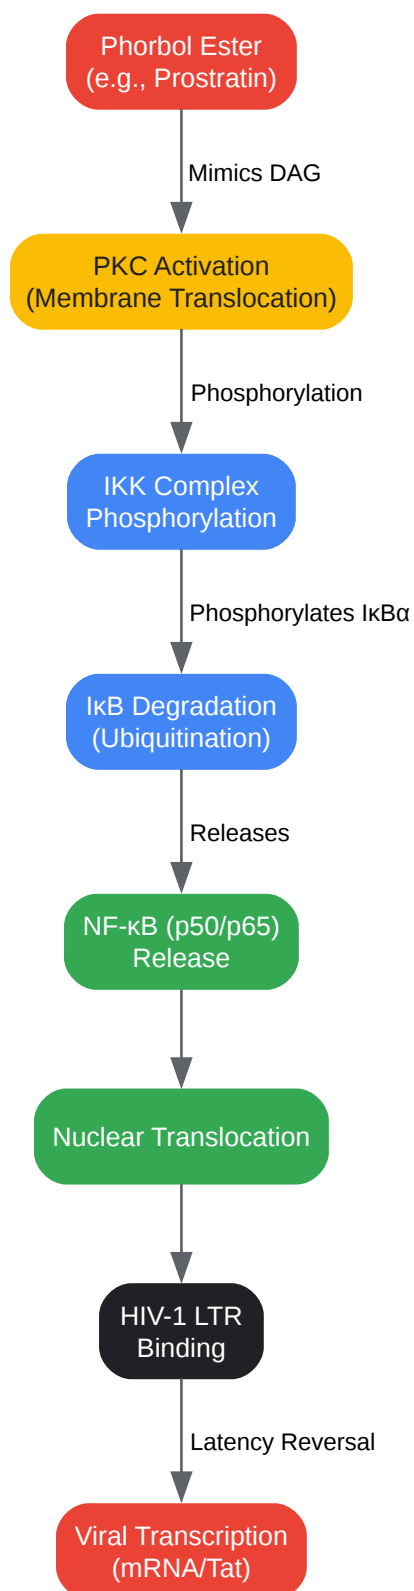 Phorbol Ester
(e.g., Prostratin)
Mimics DAG
PKC Activation
(Membrane Translocation)
Phosphorylation
IKK Complex
Phosphorylation
Phosphorylates IκBα
IκB Degradation
(Ubiquitination)
Releases
NF-κB (p50/p65)
Release
Nuclear Translocation
HIV-1 LTR
Binding
Latency Reversal
Viral Transcription
(mRNA/Tat)